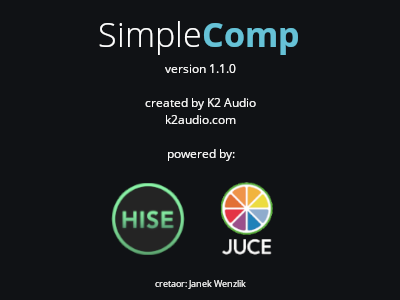 SimpleComp
version 1.1.0
created by K2 Audio
k2audio.com
powered by:
HISE
JUCE
cretaor: Janek Wenzlik